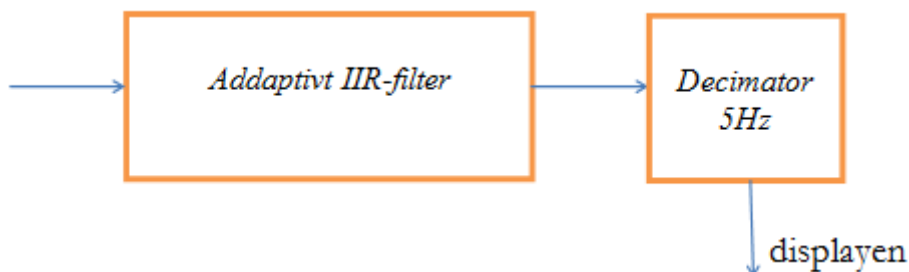 Addaptivt IIR-filter
Decimator
5Hz
displayen